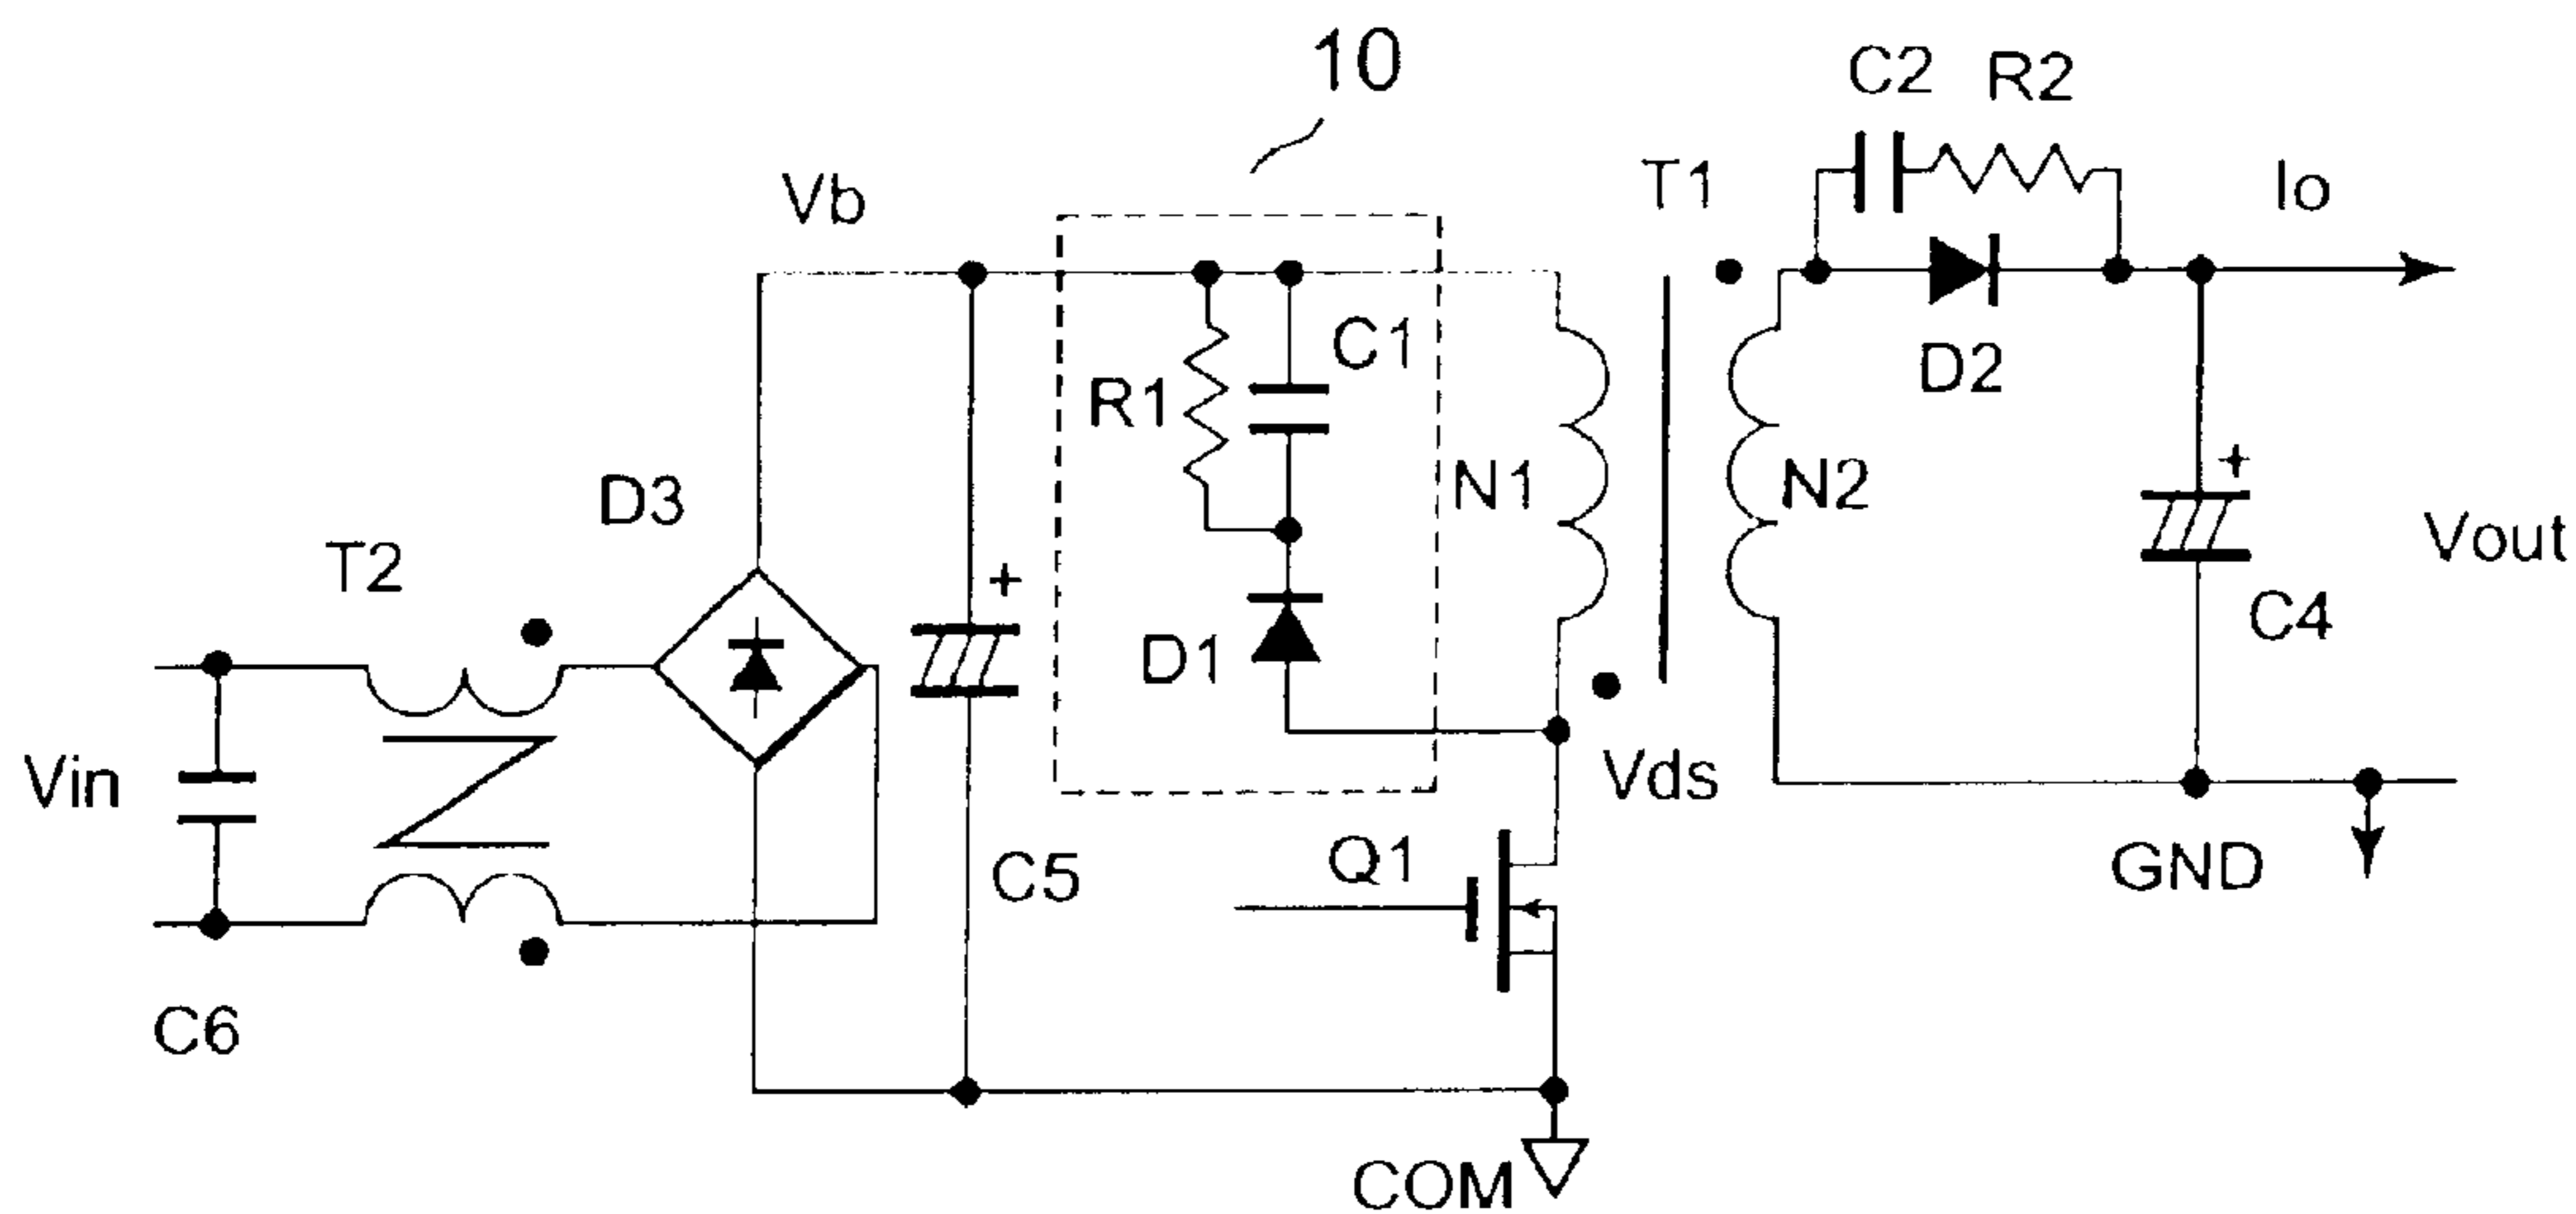 10
C2
R2
Vb
T1
Io
C1
R1
D2
N1
N2
D3
Vout
T2
+
+
C4
D1
Vin
Vds
Q1
C5
GND
C6
COM